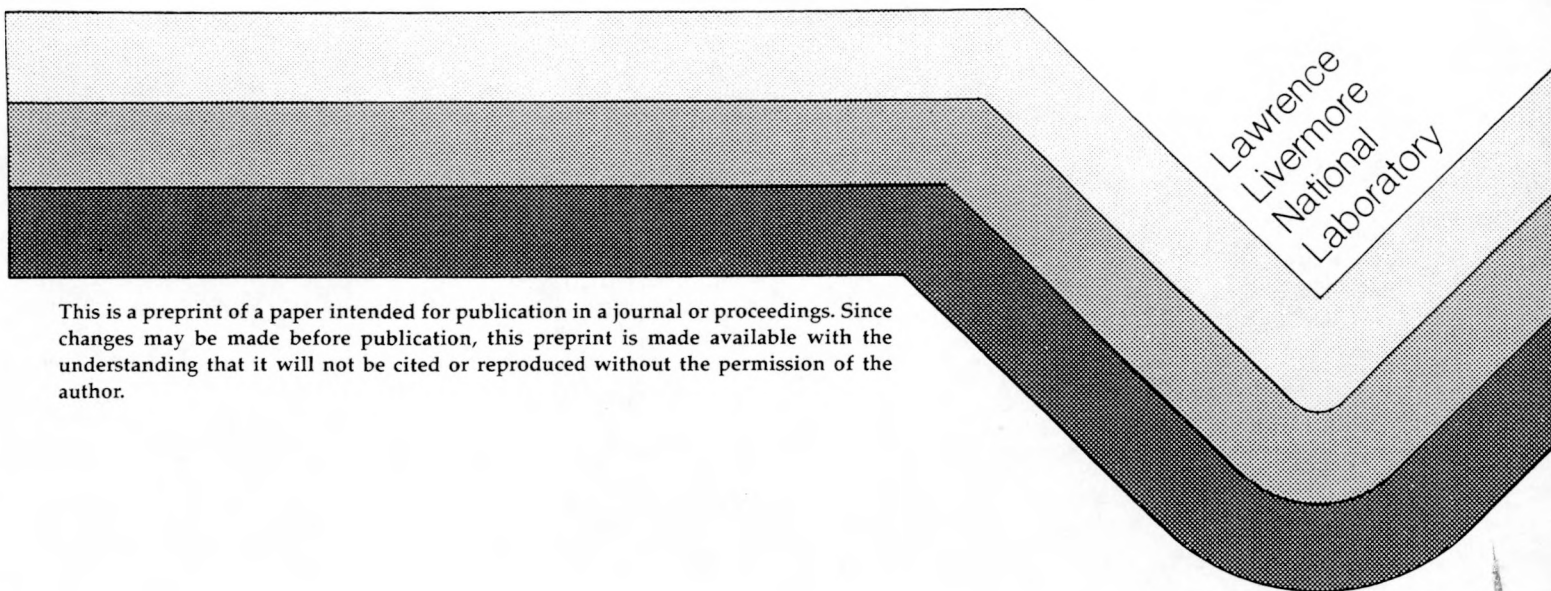 Lawrence
Livermore
National
Laboratory
This is a preprint of a paper intended for publication in a journal or proceedings. Since
changes may be made before publication, this preprint is made available with the
understanding that it will not be cited or reproduced without the permission of the
author.